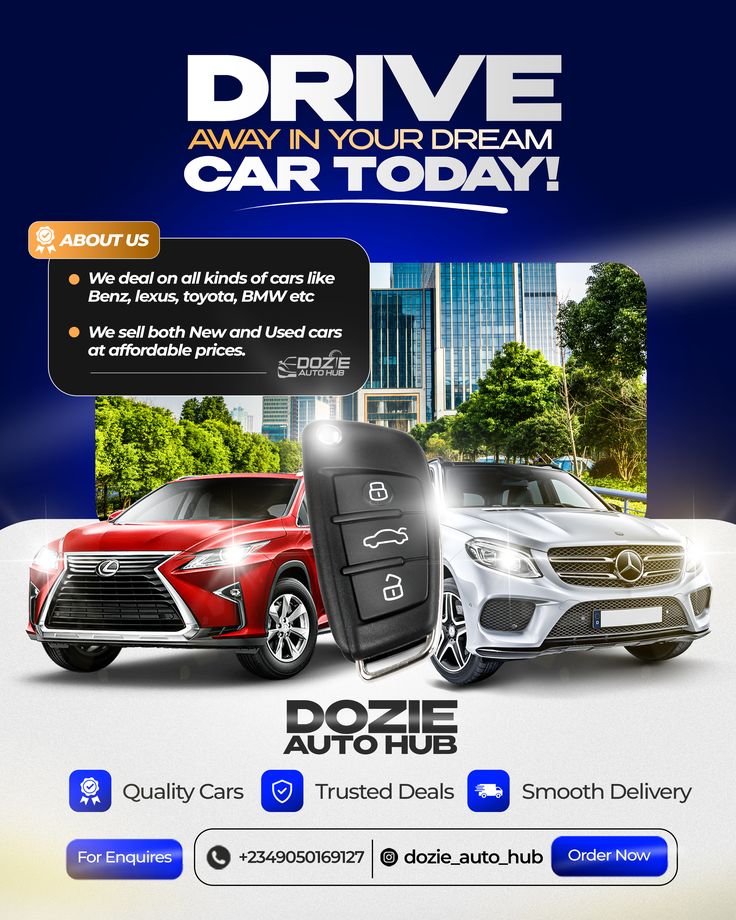 DRIVE
AWAY IN YOUR DREAM
CAR TODAY!
ABOUT US
We deal on all kinds of cars like
Benz, lexus, toyota, BMW etc
We sell both New and Used cars
at affordable prices.
DOZIE
AUTO HUB
DOZIE
AUTO HUB
Quality Cars
Trusted Deals
Smooth Delivery
For Enquires
+2349050169127
dozie_auto_hub
Order Now